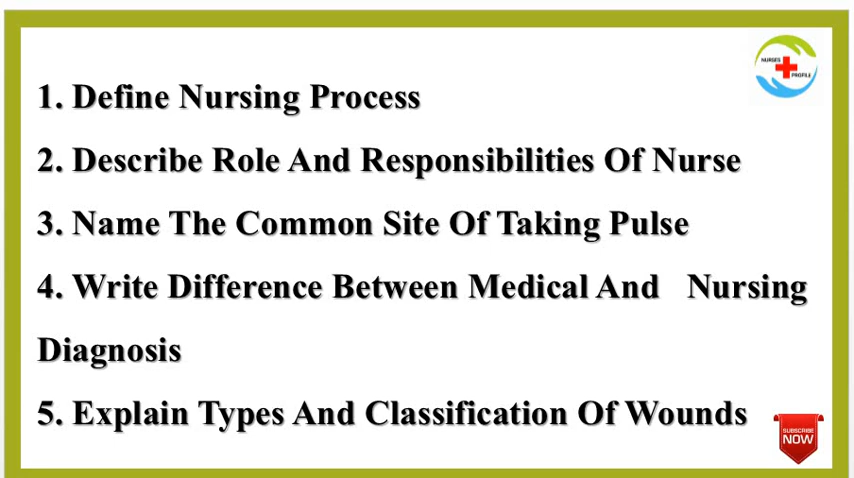 NURSES
PROFILE
1. Define Nursing Process
2. Describe Role And Responsibilities Of Nurse
3. Name The Common Site Of Taking Pulse
4. Write Difference Between Medical And Nursing
Diagnosis
5. Explain Types And Classification Of Wounds
SUBSCRIBE
NOW